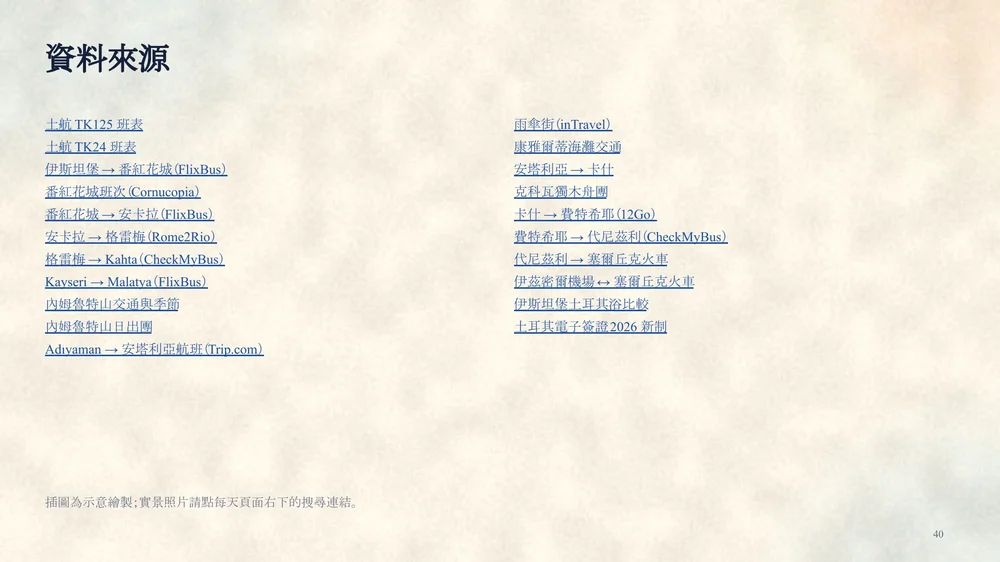 資料來源
土航 TK125 班表
土航 TK24 班表
伊斯坦堡 → 番紅花城(FlixBus)
番紅花城班次(Cornucopia)
番紅花城 → 安卡拉(FlixBus)
安卡拉 → 格雷梅(Rome2Rio)
格雷梅 → Kahta(CheckMyBus)
Kayseri → Malatya(FlixBus)
內姆魯特山交通與季節
內姆魯特山日出團
Adıyaman → 安塔利亞航班(Trip.com)
雨傘街(inTravel)
康雅爾蒂海灘交通
安塔利亞 → 卡什
克科瓦獨木舟團
卡什 → 費特希耶(12Go)
費特希耶 → 代尼茲利(CheckMyBus)
代尼茲利 → 塞爾丘克火車
伊茲密爾機場 ↔ 塞爾丘克火車
伊斯坦堡土耳其浴比較
土耳其電子簽證2026 新制
插圖為示意繪製;實景照片請點每天頁面右下的搜尋連結。
40